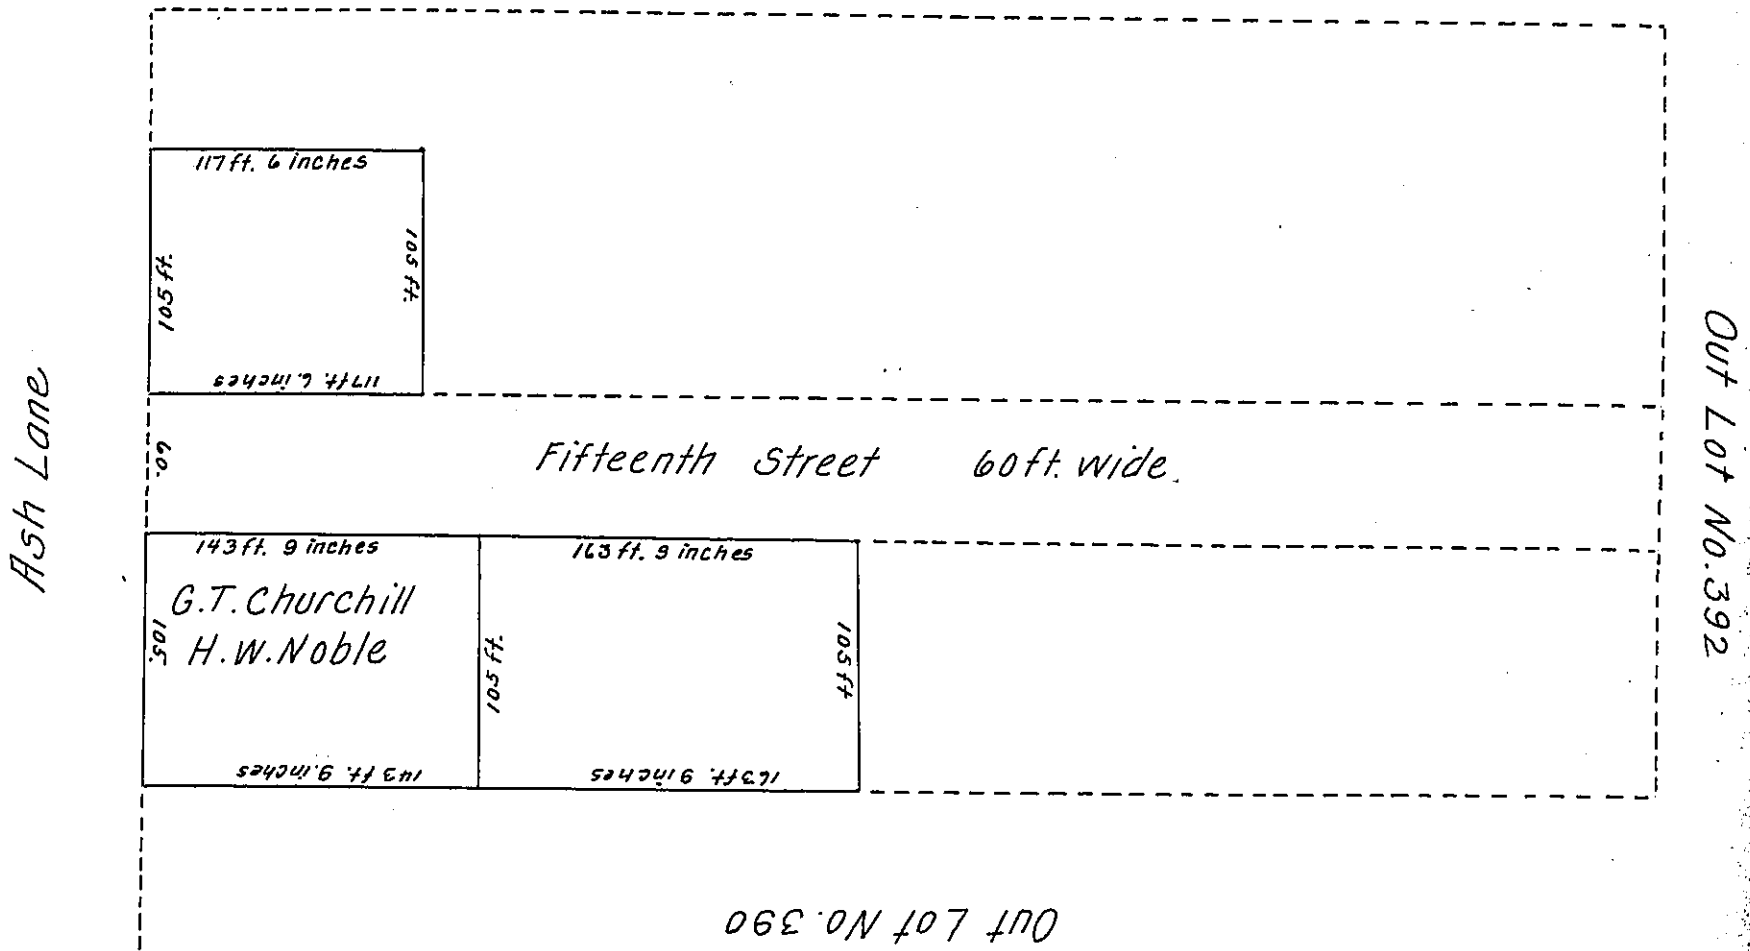 117 ft. 6 inches
105 ft.
105 ft.
117 ft. 6 inches
Ash Lane
60.
Fifteenth Street 60 ft. wide.
Out Lot No. 392
143 ft. 9 inches
163 ft. 9 inches
G.T. Churchill
H.W. Noble
105.
105 ft.
105 ft
143 ft. 9 inches
163 ft. 9 inches
Out Lot No. 390